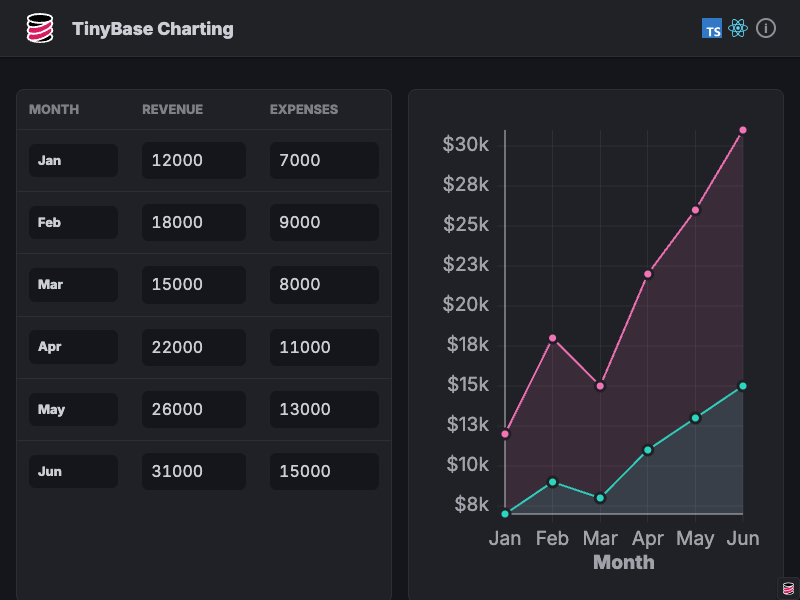 TinyBase Charting
TS
MONTH REVENUE EXPENSES
Jan 12000 7000
Feb 18000 9000
Mar 15000 8000
Apr 22000 11000
May 26000 13000
Jun 31000 15000
$30k
$28k
$25k
$23k
$20k
$18k
$15k
$13k
$10k
$8k
Jan Feb Mar Apr May Jun
Month